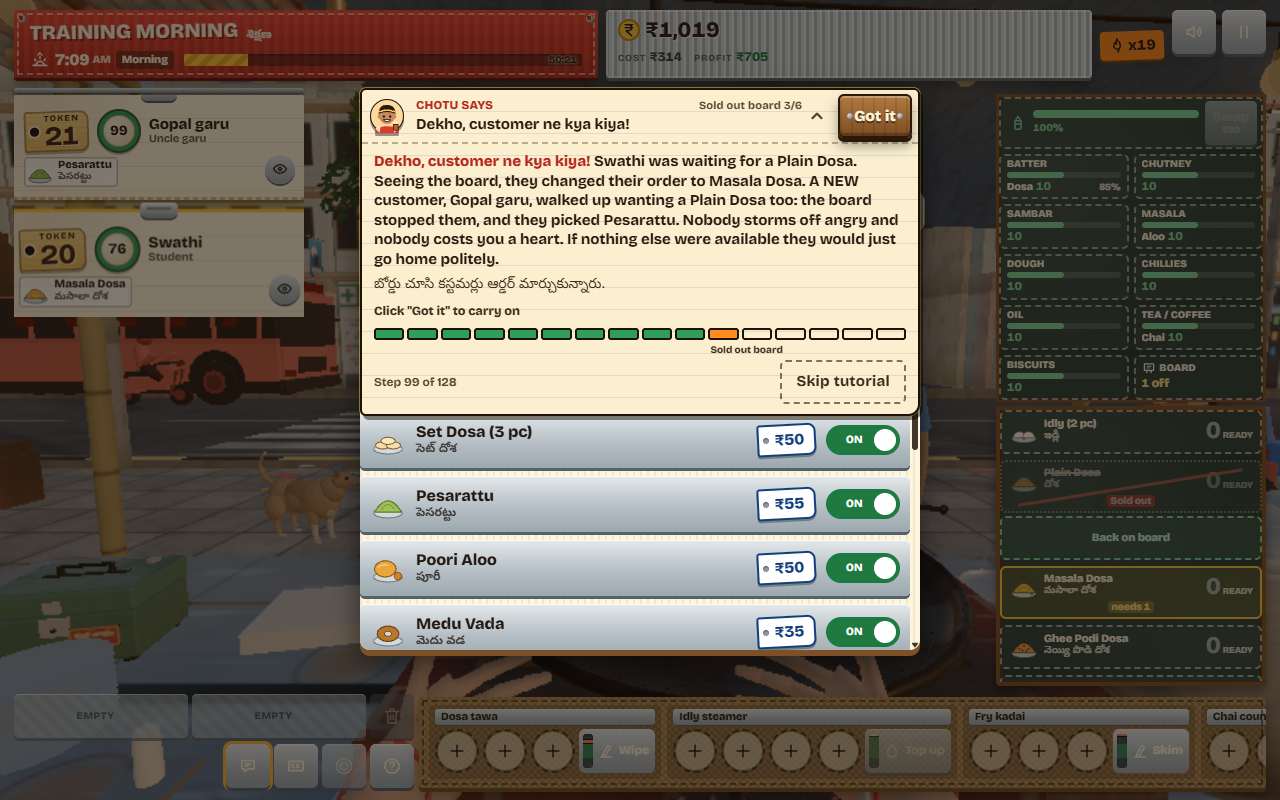 TRAINING MORNING శిక్షణ
7:09 AM Morning 50:21
₹1,019
COST ₹314 PROFIT ₹705
x19
TOKEN
21
99
Gopal garu
Uncle garu
Pesarattu
పెసరట్టు
TOKEN
20
76
Swathi
Student
Masala Dosa
మసాలా దోశ
CHOTU SAYS
Dekho, customer ne kya kiya!
Sold out board 3/6
Got it
Dekho, customer ne kya kiya! Swathi was waiting for a Plain Dosa.
Seeing the board, they changed their order to Masala Dosa. A NEW
customer, Gopal garu, walked up wanting a Plain Dosa too: the board
stopped them, and they picked Pesarattu. Nobody storms off angry and
nobody costs you a heart. If nothing else were available they would just
go home politely.
బోర్డు చూసి కస్టమర్లు ఆర్డర్ మార్చుకున్నారు.
Click "Got it" to carry on
Sold out board
Step 99 of 128
Skip tutorial
Set Dosa (3 pc)
సెట్ దోశ
₹50
ON
Pesarattu
పెసరట్టు
₹55
ON
Poori Aloo
పూరీ
₹50
ON
Medu Vada
మెదు వడ
₹35
ON
100%
BATTER
Dosa 10 85%
CHUTNEY
10
SAMBAR
10
MASALA
Aloo 10
DOUGH
10
CHILLIES
10
OIL
10
TEA / COFFEE
Chai 10
BISCUITS
10
BOARD
1 off
Idly (2 pc)
ఇడ్లీ
0 READY
Plain Dosa
దోశ
0 READY
Sold out
Back on board
Masala Dosa
మసాలా దోశ
0 READY
needs 1
Ghee Podi Dosa
నెయ్యి పొడి దోశ
0 READY
EMPTY
EMPTY
Dosa tawa
Wipe
Idly steamer
Top up
Fry kadai
Skim
Chai coun